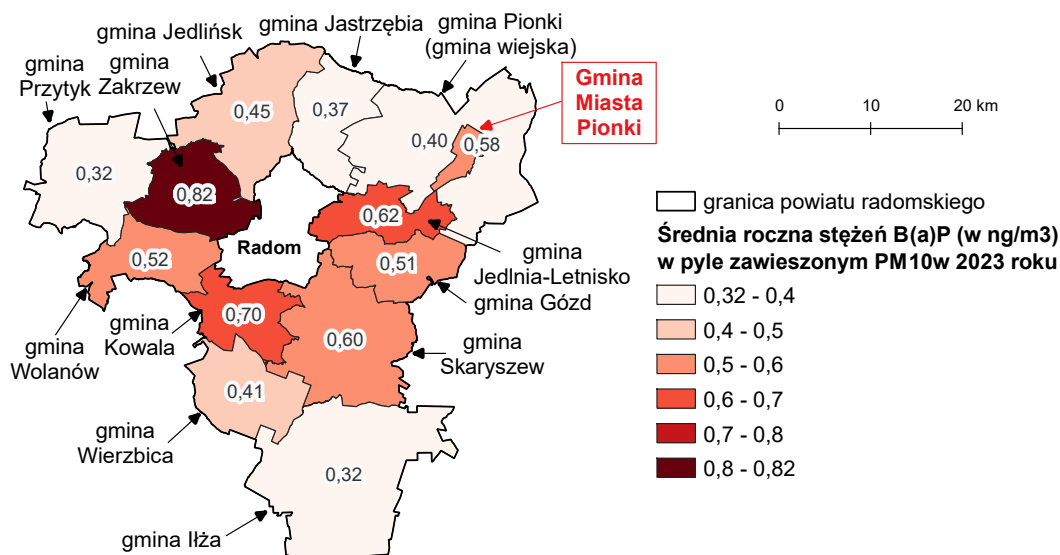 gmina Jastrzębia
gmina Pionki
(gmina wiejska)
gmina Jedlińsk
gmina
Zakrzew
gmina
Przytyk
Gmina
Miasta
Pionki
0 10 20 km
0,45
0,37
0,40
0,58
0,32
0,82
0,62
Radom
0,52
0,51
gmina
Jedlnia-Letnisko
gmina Gózd
0,70
0,60
gmina
Kowala
gmina
Wolanów
gmina
Skaryszew
0,41
gmina
Wierzbica
0,32
gmina Iłża
granica powiatu radomskiego
Średnia roczna stężeń B(a)P (w ng/m3)
w pyle zawieszonym PM10w 2023 roku
0,32 - 0,4
0,4 - 0,5
0,5 - 0,6
0,6 - 0,7
0,7 - 0,8
0,8 - 0,82